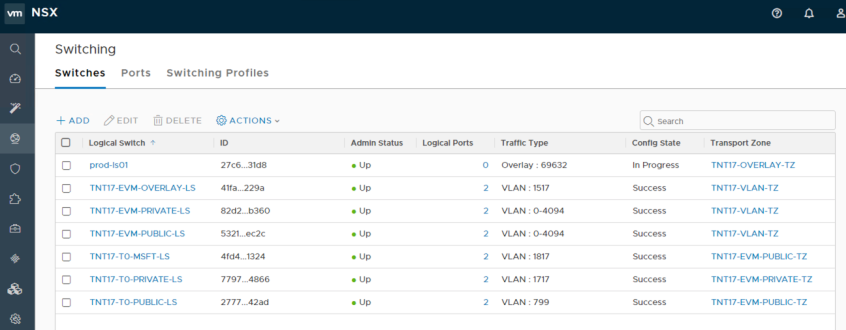 vm NSX
Switching
Switches Ports Switching Profiles
+ ADD EDIT DELETE ACTIONS Search
Logical Switch ↑ ID Admin Status Logical Ports Traffic Type Config State Transport Zone
prod-ls01 27c6...31d8 Up 0 Overlay : 69632 In Progress TNT17-OVERLAY-TZ
TNT17-EVM-OVERLAY-LS 41fa...229a Up 2 VLAN : 1517 Success TNT17-VLAN-TZ
TNT17-EVM-PRIVATE-LS 82d2...b360 Up 2 VLAN : 0-4094 Success TNT17-VLAN-TZ
TNT17-EVM-PUBLIC-LS 5321...ec2c Up 2 VLAN : 0-4094 Success TNT17-VLAN-TZ
TNT17-T0-MSFT-LS 4fd4...1324 Up 2 VLAN : 1817 Success TNT17-EVM-PUBLIC-TZ
TNT17-T0-PRIVATE-LS 7797...4866 Up 2 VLAN : 1717 Success TNT17-EVM-PRIVATE-TZ
TNT17-T0-PUBLIC-LS 2777...42ad Up 2 VLAN : 799 Success TNT17-EVM-PUBLIC-TZ